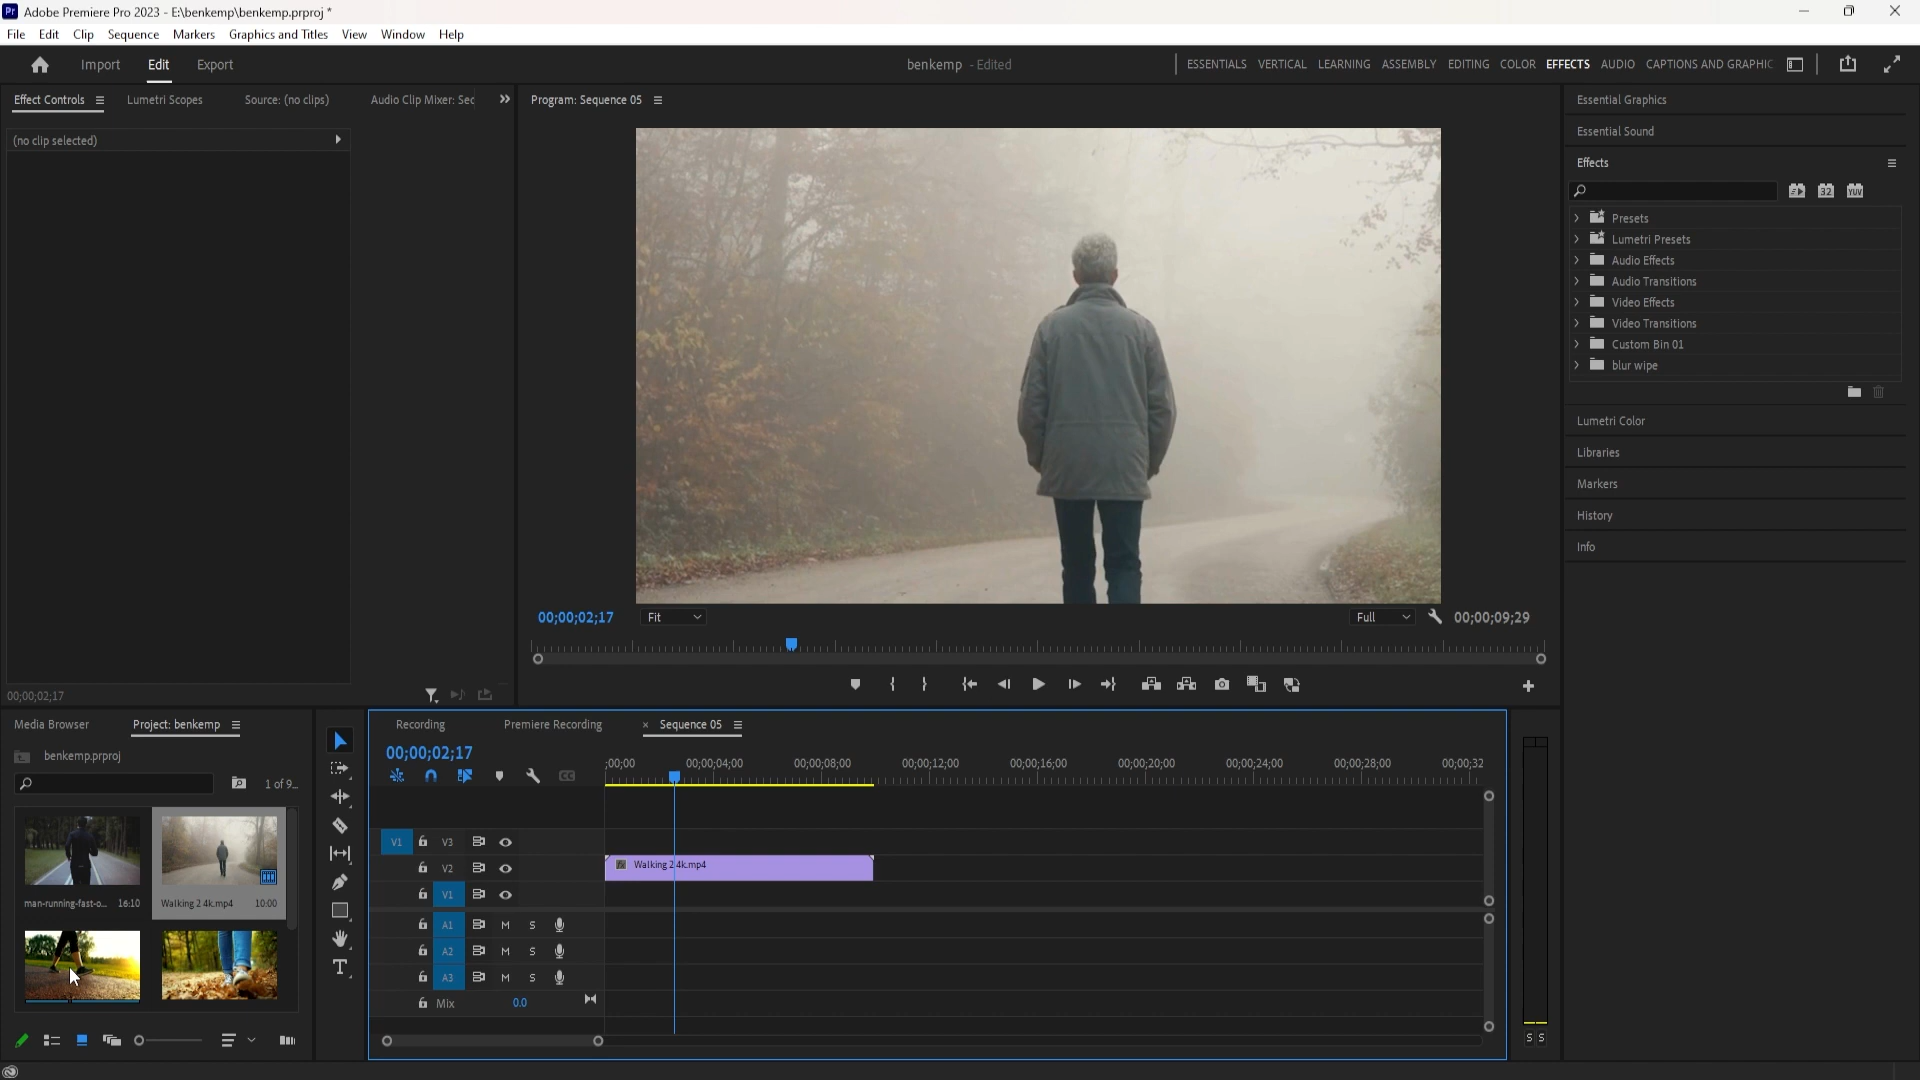 Pr Adobe Premiere Pro 2023 - E:\benkemp\benkemp.prproj *
File Edit Clip Sequence Markers Graphics and Titles View Window Help
Import Edit Export benkemp - Edited ESSENTIALS VERTICAL LEARNING ASSEMBLY EDITING COLOR EFFECTS AUDIO CAPTIONS AND GRAPHIC
Effect Controls Lumetri Scopes Source: (no clips) Audio Clip Mixer: Sec
(no clip selected)
00;00;02;17
Program: Sequence 05
00;00;02;17 Fit Full 00;00;09;29
Essential Graphics
Essential Sound
Effects
32 YUV
Presets
Lumetri Presets
Audio Effects
Audio Transitions
Video Effects
Video Transitions
Custom Bin 01
blur wipe
Lumetri Color
Libraries
Markers
History
Info
Media Browser Project: benkemp
benkemp.prproj
1 of 9...
man-running-fast-o... 16:10 Walking 2 4k.mp4 10:00
T
Recording Premiere Recording × Sequence 05
00;00;02;17
CC
;00;00 00;00;04;00 00;00;08;00 00;00;12;00 00;00;16;00 00;00;20;00 00;00;24;00 00;00;28;00 00;00;32
V1 V3
V2 fx Walking 2 4k.mp4
V1
A1 M S
A2 M S
A3 M S
Mix 0.0
S S